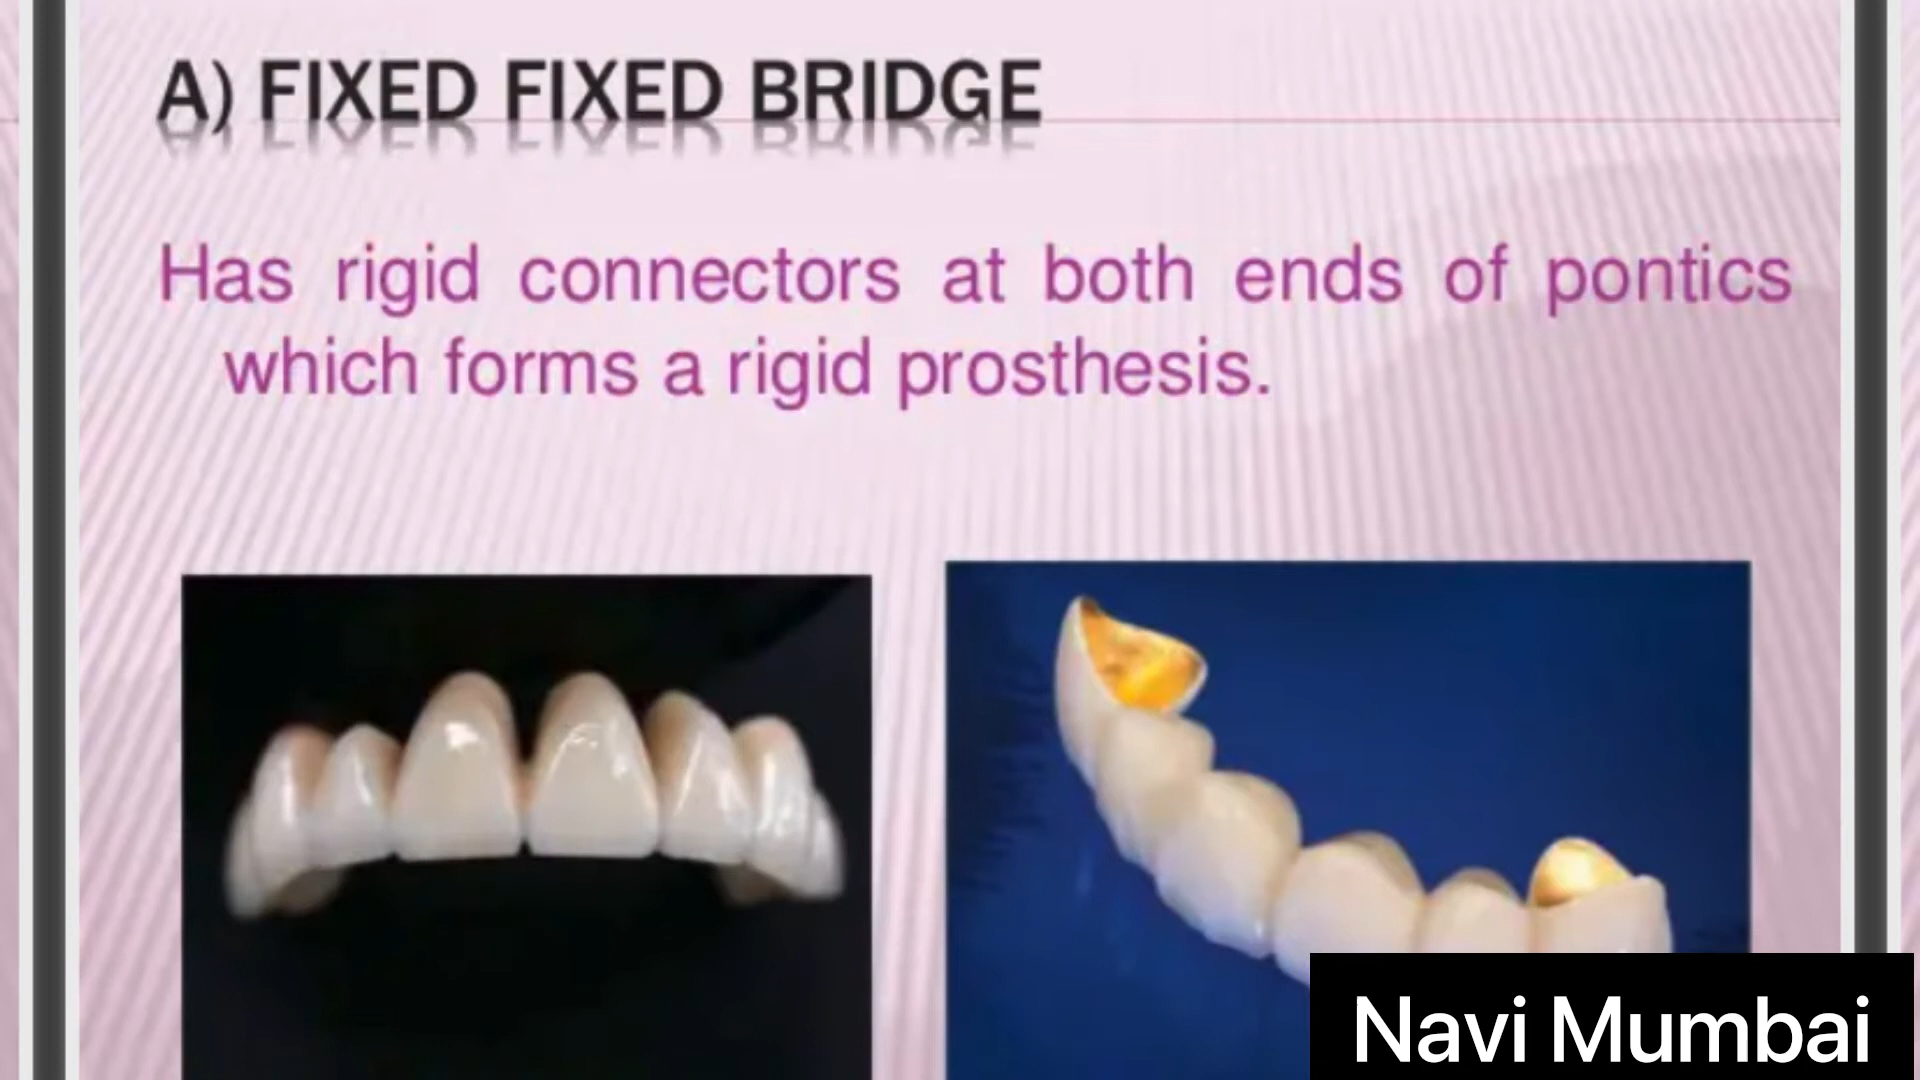 A) FIXED FIXED BRIDGE
Has rigid connectors at both ends of pontics
which forms a rigid prosthesis.
Navi Mumbai